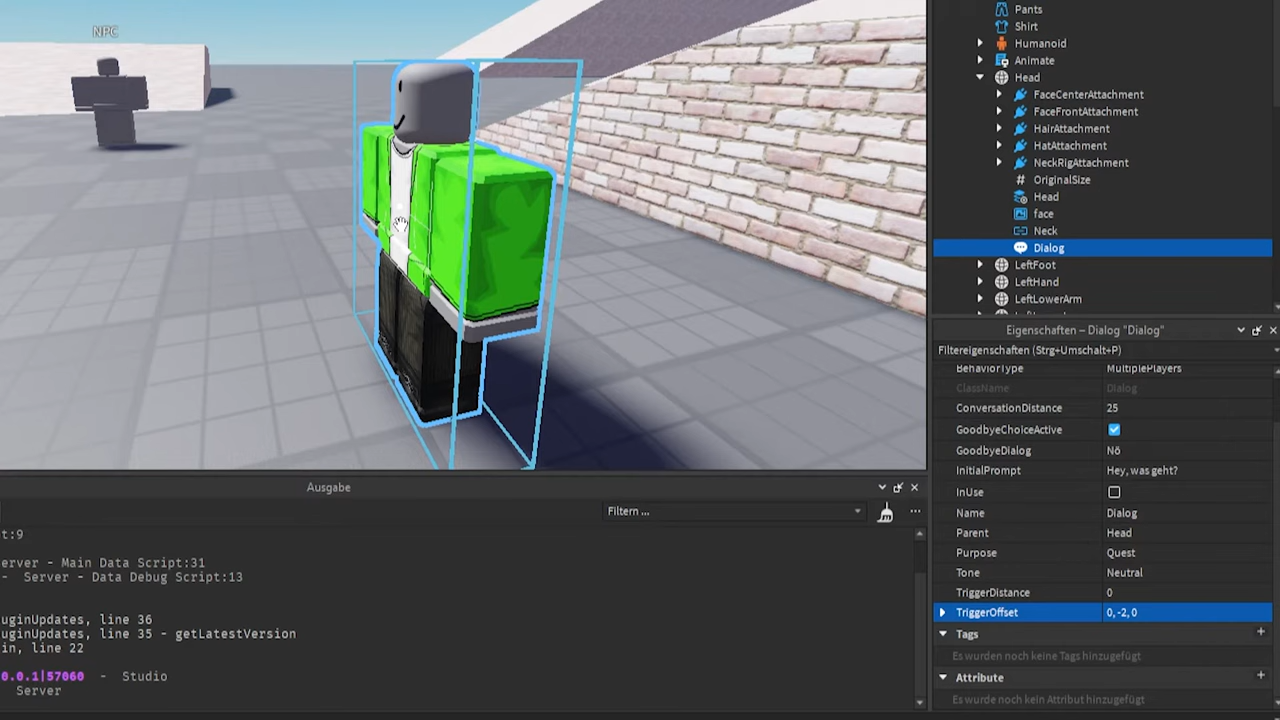 NPC
Pants
Shirt
Humanoid
Animate
Head
FaceCenterAttachment
FaceFrontAttachment
HairAttachment
HatAttachment
NeckRigAttachment
OriginalSize
Head
face
Neck
Dialog
LeftFoot
LeftHand
LeftLowerArm
Eigenschaften – Dialog "Dialog"
Filtereigenschaften (Strg+Umschalt+P)
BehaviorType MultiplePlayers
ClassName Dialog
ConversationDistance 25
GoodbyeChoiceActive
GoodbyeDialog Nö
InitialPrompt Hey, was geht?
InUse
Name Dialog
Parent Head
Purpose Quest
Tone Neutral
TriggerDistance 0
TriggerOffset 0, -2, 0
Tags
Es wurden noch keine Tags hinzugefügt
Attribute
Es wurde noch kein Attribut hinzugefügt
Ausgabe
Filtern ...
t:9
erver - Main Data Script:31
- Server - Data Debug Script:13
uginUpdates, line 36
uginUpdates, line 35 - getLatestVersion
in, line 22
0.0.1|57060 - Studio
Server